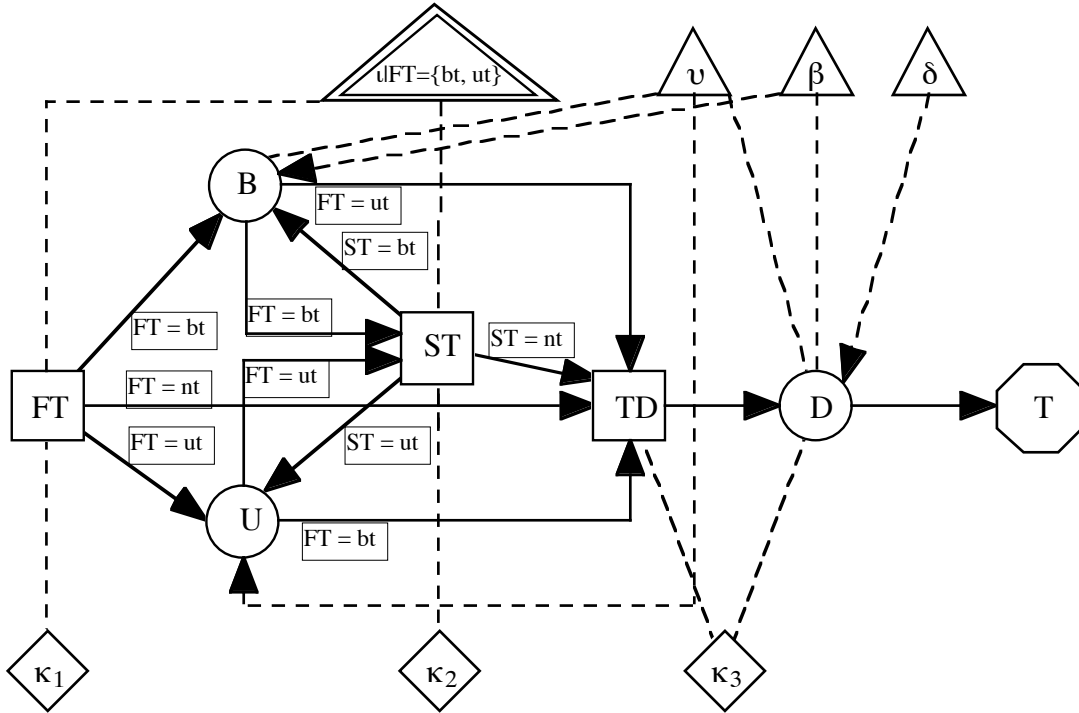 u|FT={bt, ut}
υ
β
δ
B
FT = ut
ST = bt
FT = bt
FT = bt
ST
ST = nt
FT = ut
FT = nt
FT
TD
D
T
FT = ut
ST = ut
U
FT = bt
κ1
κ2
κ3